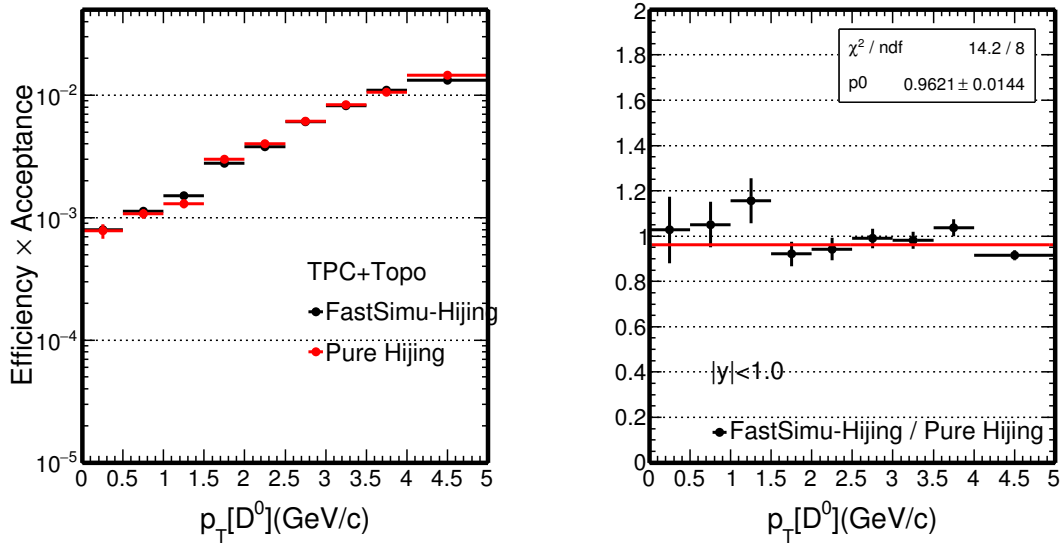 Efficiency × Acceptance
10⁻²
10⁻³
10⁻⁴
10⁻⁵
TPC+Topo
FastSimu-Hijing
Pure Hijing
0 0.5 1 1.5 2 2.5 3 3.5 4 4.5 5
p_T[D⁰](GeV/c)
2
1.8
1.6
1.4
1.2
1
0.8
0.6
0.4
0.2
0
χ² / ndf 14.2 / 8
p0 0.9621 ± 0.0144
|y|<1.0
FastSimu-Hijing / Pure Hijing
0 0.5 1 1.5 2 2.5 3 3.5 4 4.5 5
p_T[D⁰](GeV/c)